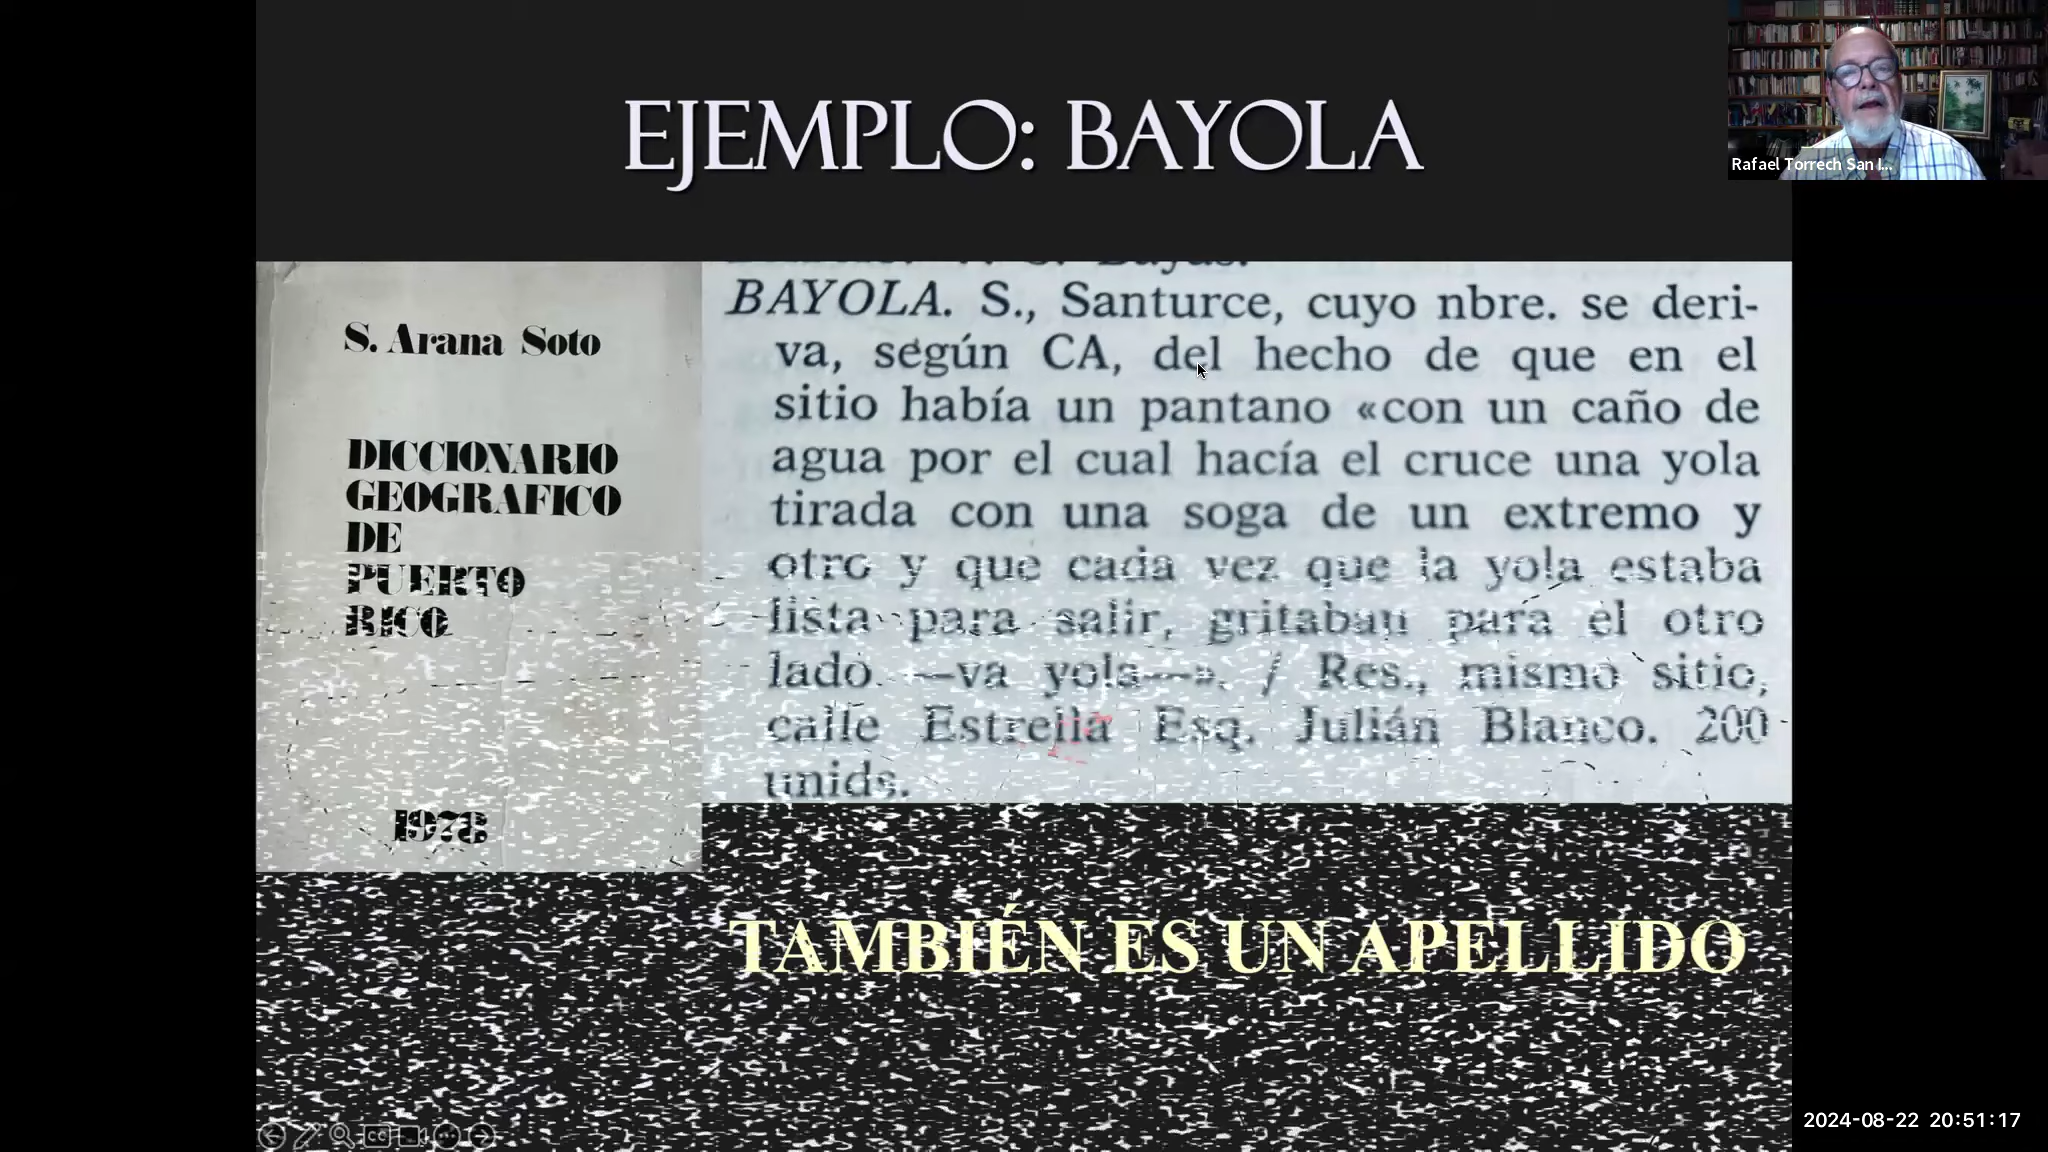 EJEMPLO: BAYOLA
Rafael Torrech San I...
S. Arana Soto
DICCIONARIO
GEOGRAFICO
DE
PUERTO
RICO
1978
BAYOLA. S., Santurce, cuyo nbre. se deri-
va, según CA, del hecho de que en el
sitio había un pantano «con un caño de
agua por el cual hacía el cruce una yola
tirada con una soga de un extremo y
otro y que cada vez que la yola estaba
lista para salir, gritaban para el otro
lado —va yola—». / Res., mismo sitio,
calle Estrella Esq. Julián Blanco. 200
unids.
TAMBIÉN ES UN APELLIDO
CC
2024-08-22 20:51:17